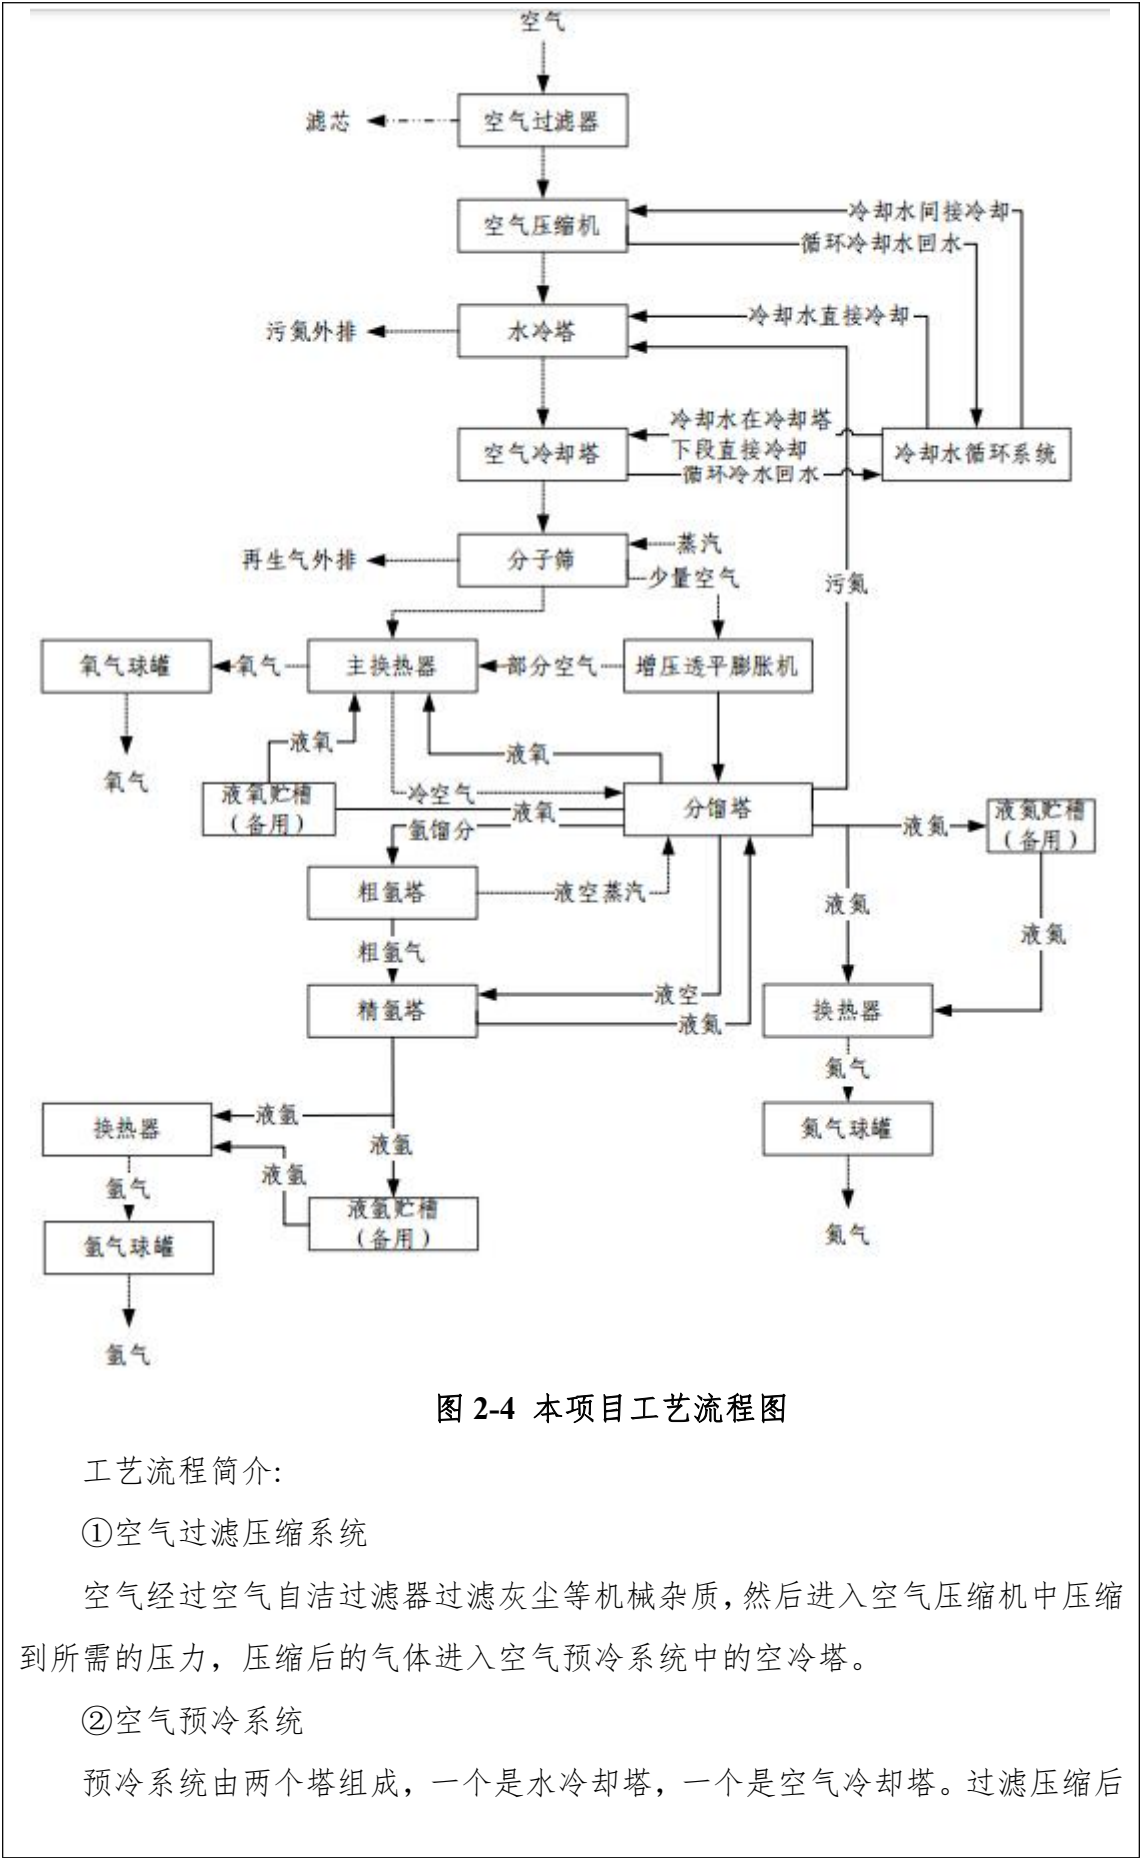 空气
空气过滤器
滤芯
空气压缩机
冷却水间接冷却
循环冷却水回水
水冷塔
污氮外排
冷却水直接冷却
空气冷却塔
冷却水在冷却塔
下段直接冷却
循环冷水回水
冷却水循环系统
分子筛
再生气外排
蒸汽
少量空气
污氮
氧气球罐
氧气
主换热器
部分空气
增压透平膨胀机
液氧
液氧
氧气
液氧贮槽
(备用)
冷空气
液氧
氩馏分
分馏塔
液氮
液氮贮槽
(备用)
粗氩塔
液空蒸汽
液氮
液氮
粗氩气
精氩塔
液空
液氮
换热器
氮气
换热器
液氩
液氩
液氩
氮气球罐
氩气
液氩贮槽
(备用)
氩气球罐
氮气
氩气
图 2-4 本项目工艺流程图
工艺流程简介:
①空气过滤压缩系统
空气经过空气自洁过滤器过滤灰尘等机械杂质，然后进入空气压缩机中压缩
到所需的压力，压缩后的气体进入空气预冷系统中的空冷塔。
②空气预冷系统
预冷系统由两个塔组成，一个是水冷却塔，一个是空气冷却塔。过滤压缩后